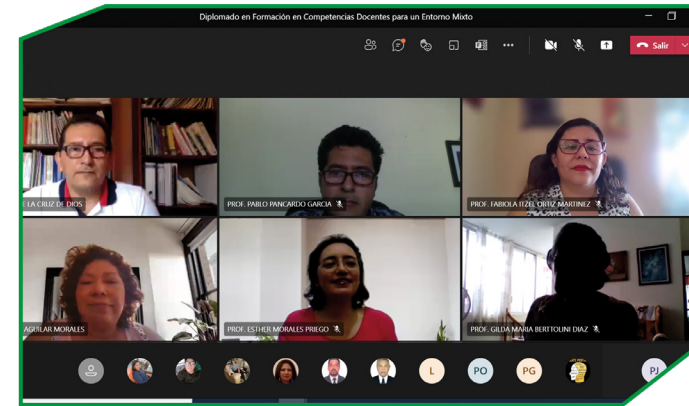 Diplomado en Formación en Competencias Docentes para un Entorno Mixto
Salir
E LA CRUZ DE DIOS
PROF. PABLO PANCARDO GARCIA
PROF. FABIOLA ITZEL ORTIZ MARTINEZ
AGUILAR MORALES
PROF. ESTHER MORALES PRIEGO
PROF. GILDA MARIA BERTTOLINI DIAZ
L
PO
PG
PJ